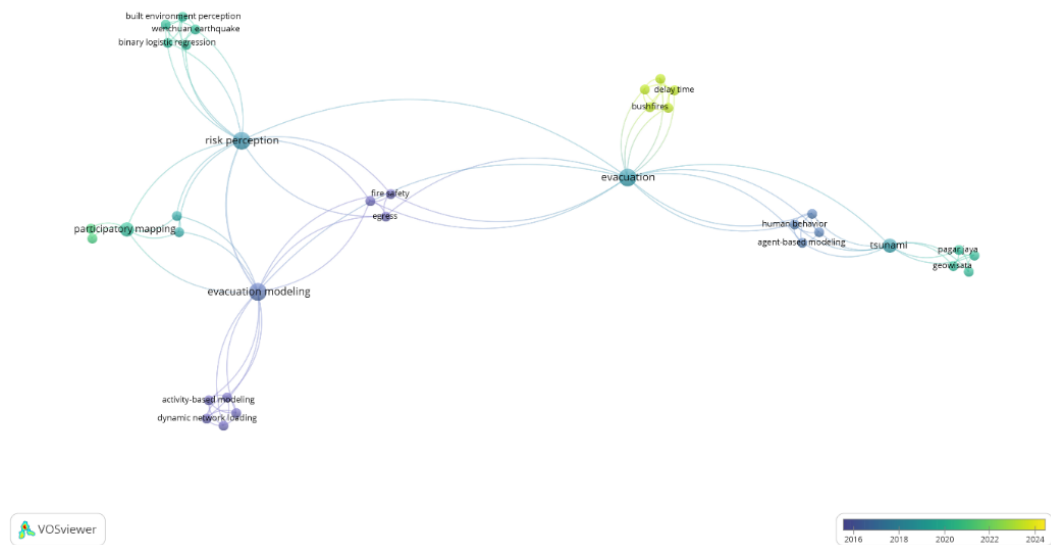 built environment perception
wenchuan earthquake
binary logistic regression
delay time
bushfires
risk perception
evacuation
fire safety
egress
human behavior
participatory mapping
agent-based modeling
tsunami
pagar jaya
geowisata
evacuation modeling
activity-based modeling
dynamic network loading
VOSviewer
2016 2018 2020 2022 2024